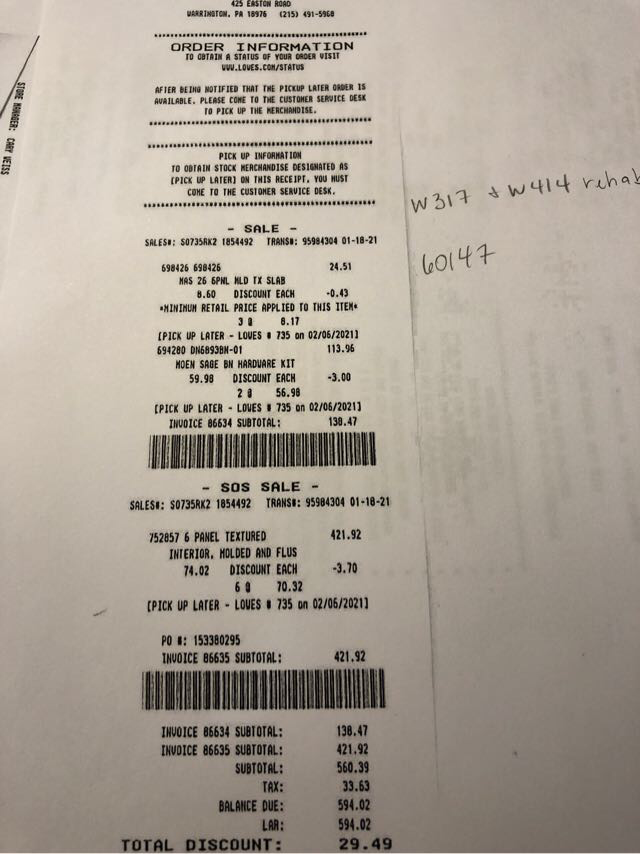 425 EASTON ROAD
WARRINGTON, PA 18976 (215) 491-5968
ORDER INFORMATION
TO OBTAIN A STATUS OF YOUR ORDER VISIT
WWW.LOWES.COM/STATUS
AFTER BEING NOTIFIED THAT THE PICKUP LATER ORDER IS
AVAILABLE, PLEASE COME TO THE CUSTOMER SERVICE DESK
TO PICK UP THE MERCHANDISE.
PICK UP INFORMATION
TO OBTAIN STOCK MERCHANDISE DESIGNATED AS
[PICK UP LATER] ON THIS RECEIPT, YOU MUST
COME TO THE CUSTOMER SERVICE DESK.
- SALE -
SALES#: S0735RK2 1854492 TRANS#: 95984304 01-18-21
698426 698426 24.51
MAS 26 6PNL MLD TX SLAB
8.60 DISCOUNT EACH -0.43
*MINIMUM RETAIL PRICE APPLIED TO THIS ITEM*
3 @ 8.17
[PICK UP LATER - LOWES # 735 on 02/06/2021]
694280 DN6893BN-01 113.96
MOEN SAGE BN HARDWARE KIT
59.98 DISCOUNT EACH -3.00
2 @ 56.98
[PICK UP LATER - LOWES # 735 on 02/06/2021]
INVOICE 86634 SUBTOTAL: 138.47
- SOS SALE -
SALES#: S0735RK2 1854492 TRANS#: 95984304 01-18-21
752857 6 PANEL TEXTURED 421.92
INTERIOR, MOLDED AND FLUS
74.02 DISCOUNT EACH -3.70
6 @ 70.32
[PICK UP LATER - LOWES # 735 on 02/06/2021]
PO #: 153380295
INVOICE 86635 SUBTOTAL: 421.92
INVOICE 86634 SUBTOTAL: 138.47
INVOICE 86635 SUBTOTAL: 421.92
SUBTOTAL: 560.39
TAX: 33.63
BALANCE DUE: 594.02
LAR: 594.02
TOTAL DISCOUNT: 29.49
STORE MANAGER: CARY WEISS
W317 & W414 rehab
60147